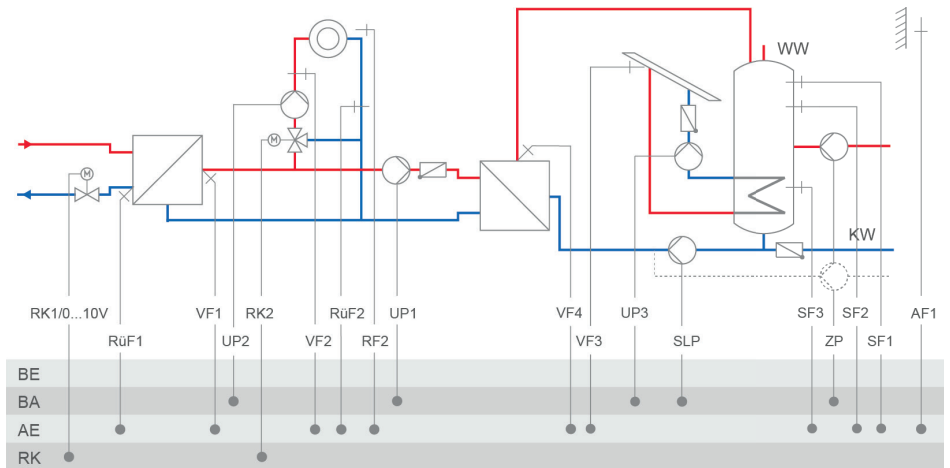 WW
M
M
KW
RK1/0...10V VF1 RK2 RüF2 UP1 VF4 UP3 SF3 SF2 AF1
RüF1 UP2 VF2 RF2 VF3 SLP ZP SF1
BE
BA
AE
RK